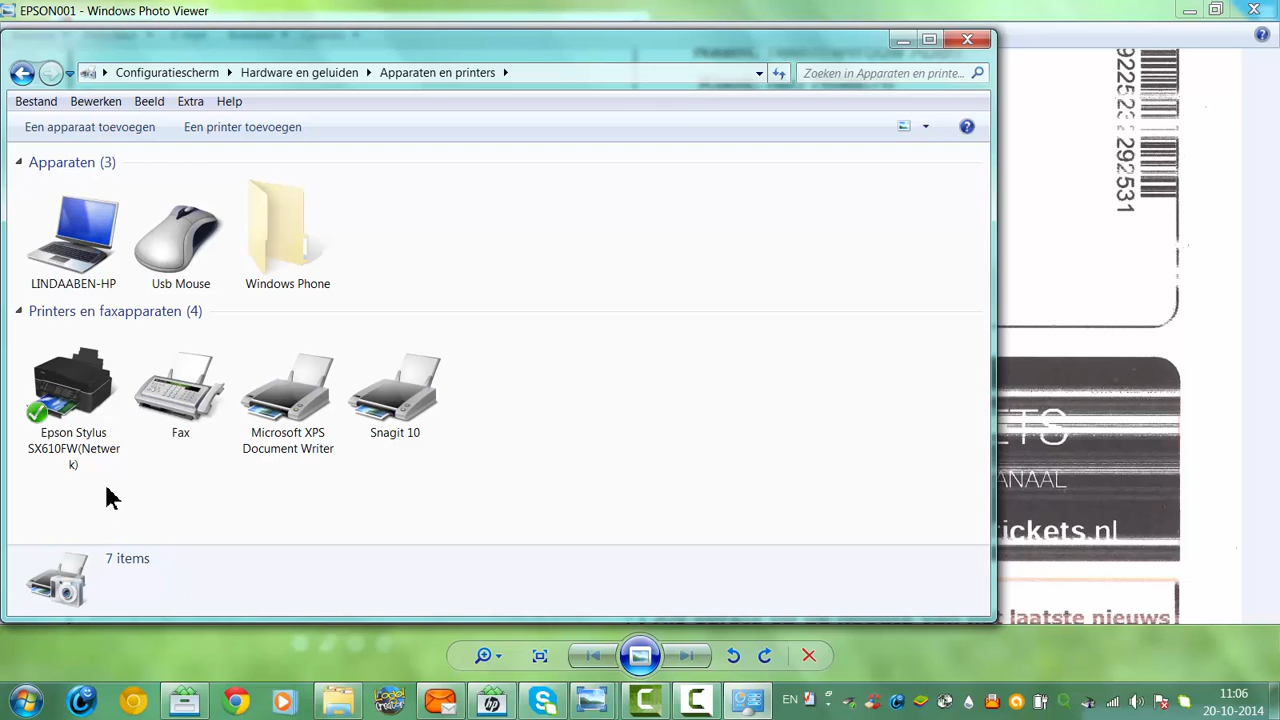 EPSON001 - Windows Photo Viewer
Configuratiescherm Hardware en geluiden Apparaten en printers
Zoeken in Apparaten en printe...
Bestand Bewerken Beeld Extra Help
Een apparaat toevoegen Een printer toevoegen
Apparaten (3)
LINDAABEN-HP
Usb Mouse
Windows Phone
Printers en faxapparaten (4)
Epson Stylus
SX610FW(Netwer
k)
Fax
Microsoft XPS
Document Writer
Snagit 10
7 items
292531
ETS
ANAAL
tickets.nl
t laatste nieuws
EN
11:06
20-10-2014